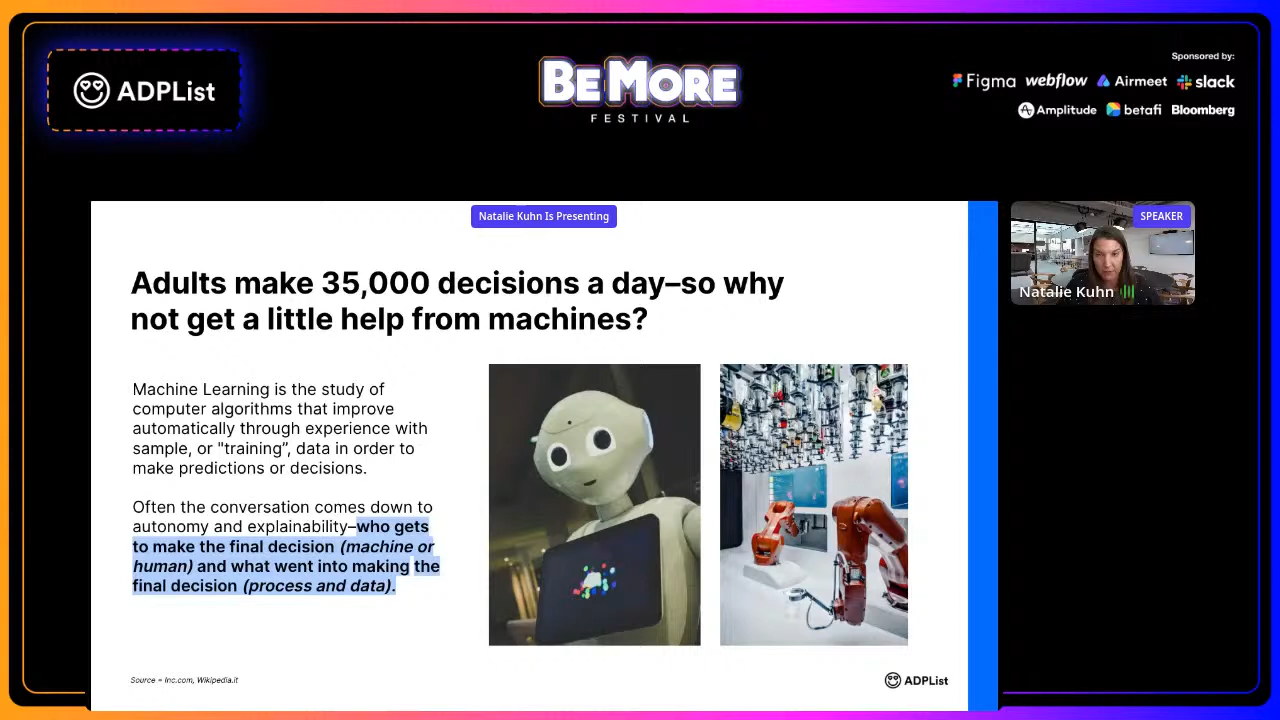 ADPList
BE MORE
FESTIVAL
Sponsored by:
Figma webflow Airmeet slack
Amplitude betafi Bloomberg
Natalie Kuhn Is Presenting
SPEAKER
Natalie Kuhn
Adults make 35,000 decisions a day–so why
not get a little help from machines?
Machine Learning is the study of
computer algorithms that improve
automatically through experience with
sample, or "training”, data in order to
make predictions or decisions.
Often the conversation comes down to
autonomy and explainability–who gets
to make the final decision (machine or
human) and what went into making the
final decision (process and data).
Source = Inc.com, Wikipedia.it
ADPList